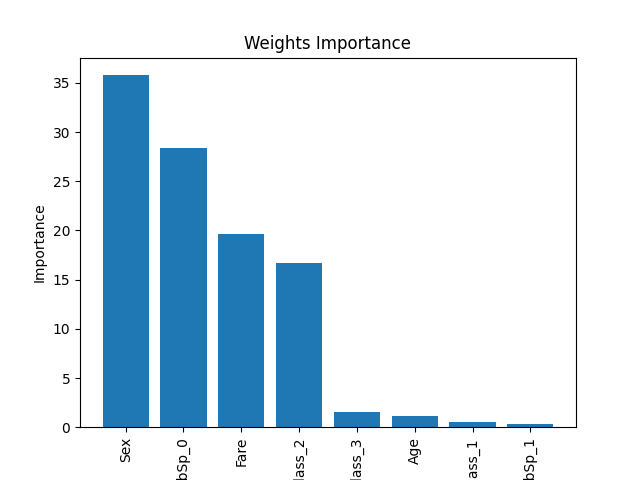 Weights Importance
Importance
35
30
25
20
15
10
5
0
Sex
bSp_0
Fare
lass_2
lass_3
Age
ass_1
bSp_1